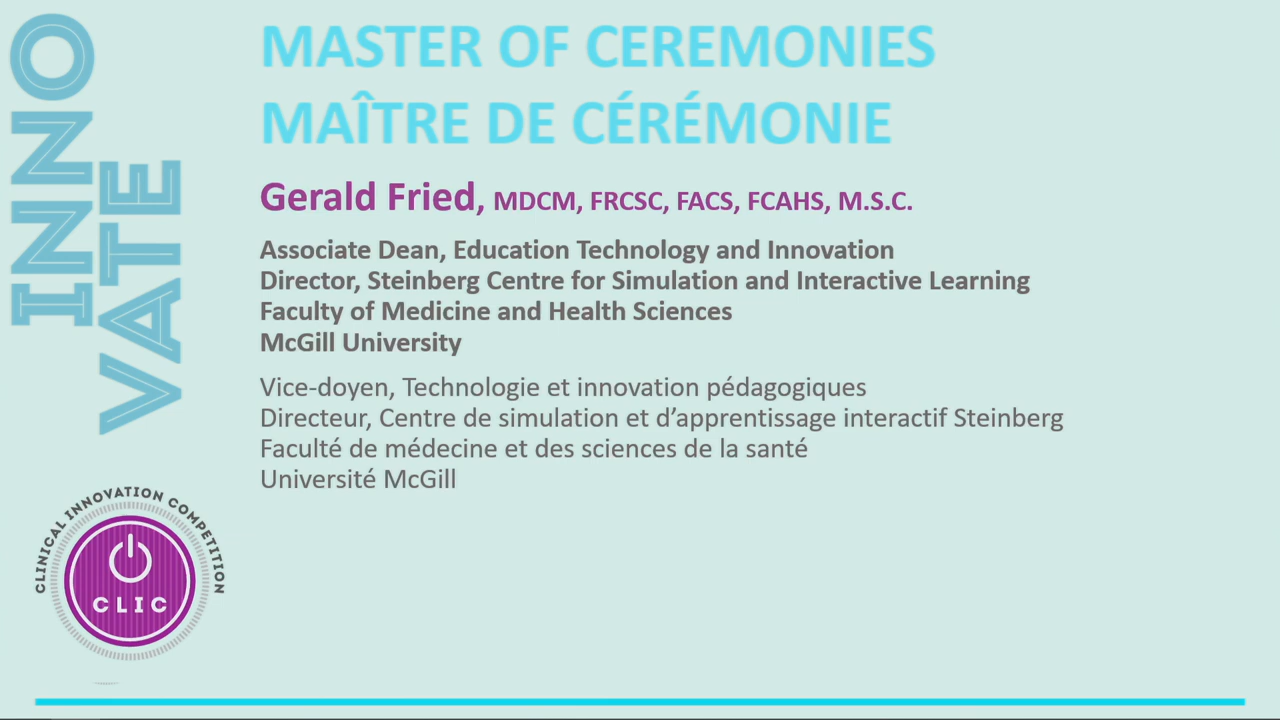 INNO
VATE
MASTER OF CEREMONIES
MAÎTRE DE CÉRÉMONIE
Gerald Fried, MDCM, FRCSC, FACS, FCAHS, M.S.C.
Associate Dean, Education Technology and Innovation
Director, Steinberg Centre for Simulation and Interactive Learning
Faculty of Medicine and Health Sciences
McGill University
Vice-doyen, Technologie et innovation pédagogiques
Directeur, Centre de simulation et d’apprentissage interactif Steinberg
Faculté de médecine et des sciences de la santé
Université McGill
CLINICAL INNOVATION COMPETITION
CLIC